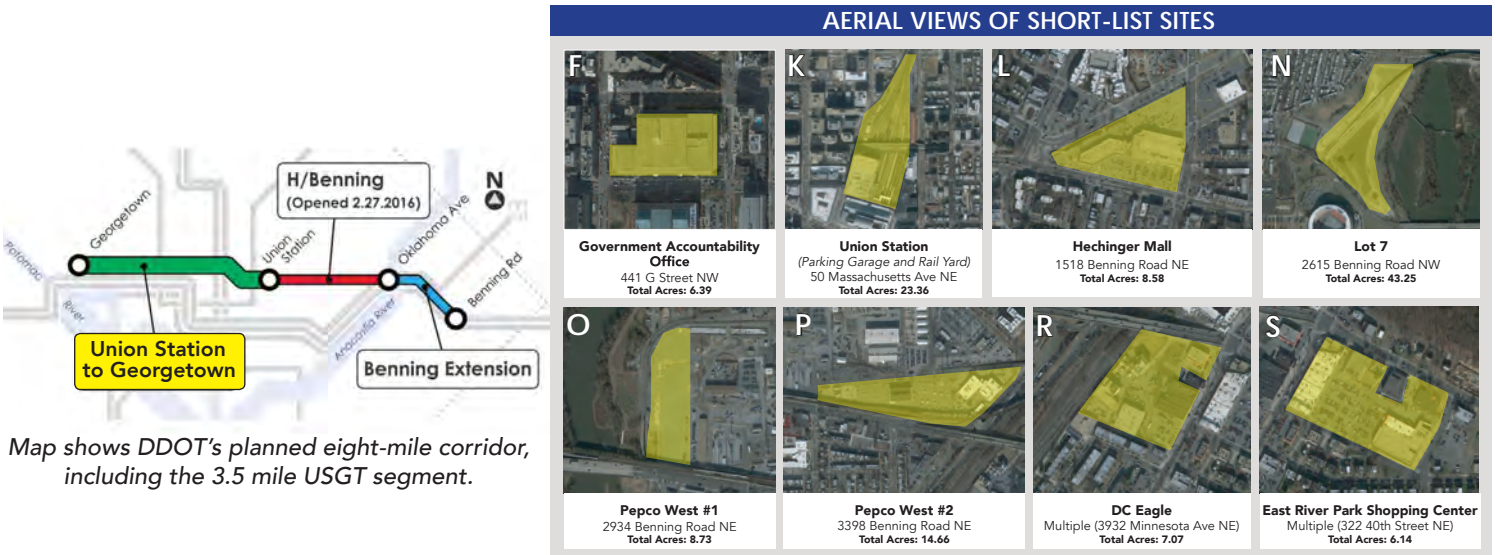 Georgetown
Union
Station
H/Benning
(Opened 2.27.2016)
Oklahoma Ave
Benning Rd
N
Potomac
River
Anacostia River
Union Station
to Georgetown
Benning Extension
Map shows DDOT's planned eight-mile corridor,
including the 3.5 mile USGT segment.
AERIAL VIEWS OF SHORT-LIST SITES
F
Government Accountability
Office
441 G Street NW
Total Acres: 6.39
K
Union Station
(Parking Garage and Rail Yard)
50 Massachusetts Ave NE
Total Acres: 23.36
L
Hechinger Mall
1518 Benning Road NE
Total Acres: 8.58
N
Lot 7
2615 Benning Road NW
Total Acres: 43.25
O
Pepco West #1
2934 Benning Road NE
Total Acres: 8.73
P
Pepco West #2
3398 Benning Road NE
Total Acres: 14.66
R
DC Eagle
Multiple (3932 Minnesota Ave NE)
Total Acres: 7.07
S
East River Park Shopping Center
Multiple (322 40th Street NE)
Total Acres: 6.14